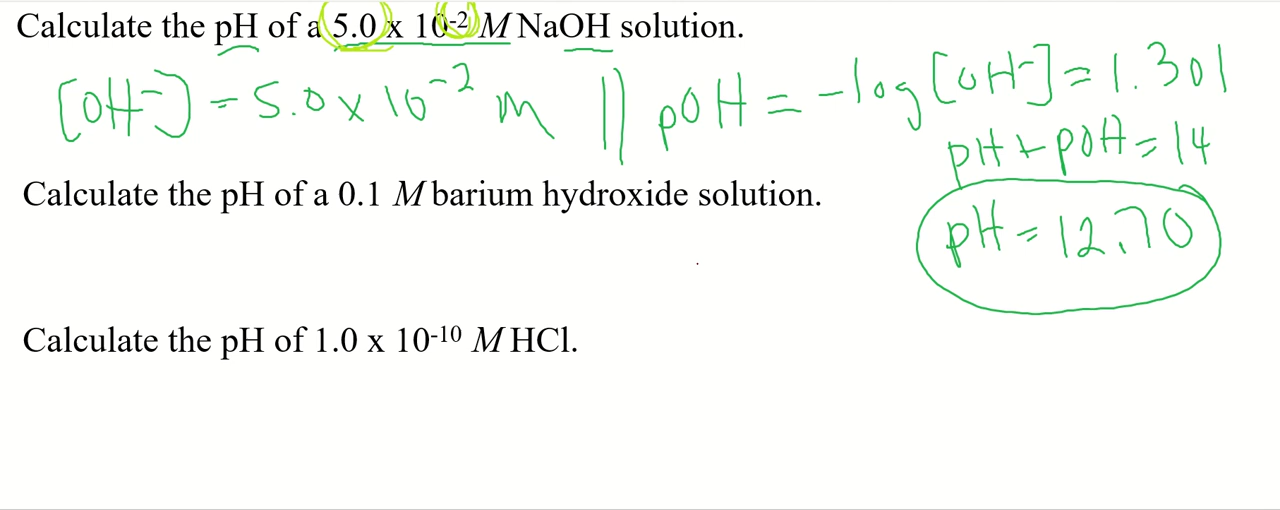 Calculate the pH of a 5.0 x 10-2 M NaOH solution.
[OH-] = 5.0 x 10-2 m || pOH = -log[OH-] = 1.301
pH + pOH = 14
Calculate the pH of a 0.1 M barium hydroxide solution.
pH = 12.70
Calculate the pH of 1.0 x 10-10 M HCl.